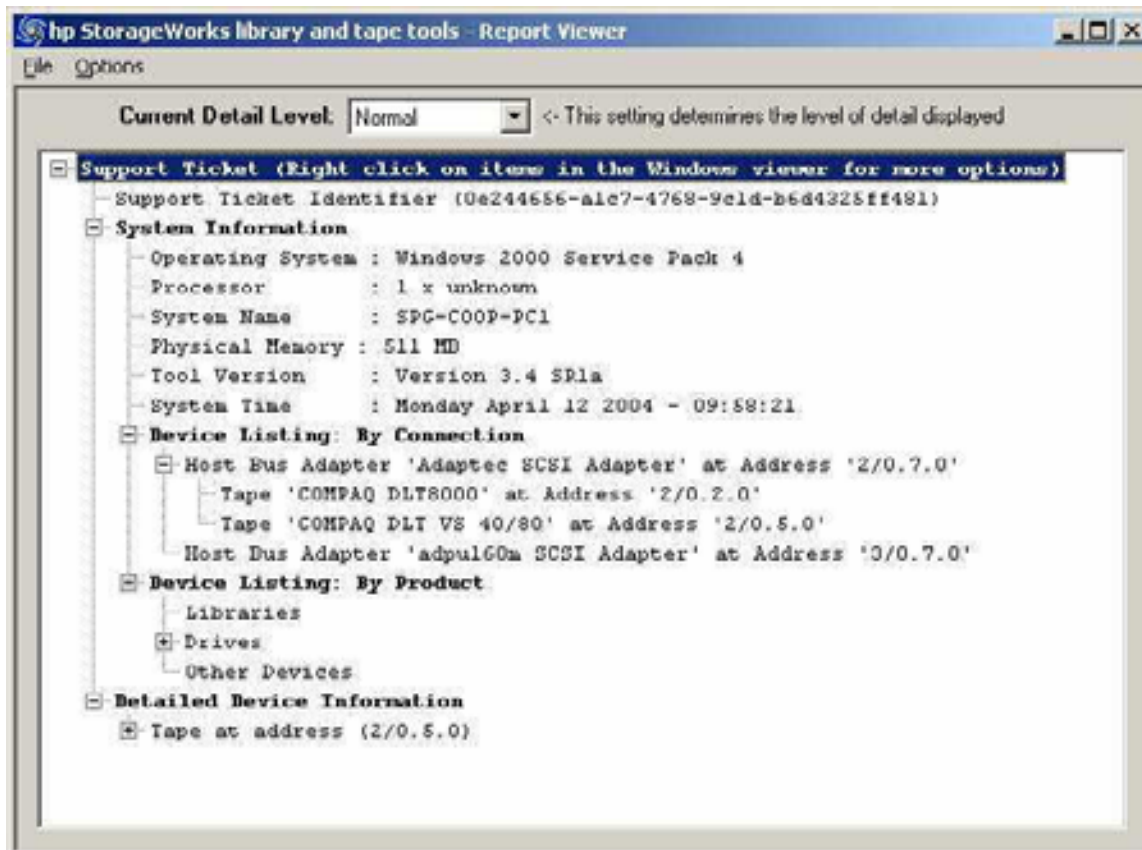 hp StorageWorks library and tape tools - Report Viewer
File Options
Current Detail Level: Normal <- This setting determines the level of detail displayed
Support Ticket (Right click on items in the Windows viewer for more options)
Support Ticket Identifier (0e244656-a1c7-4768-9c1d-b6d4325ff481)
System Information
Operating System : Windows 2000 Service Pack 4
Processor : 1 x unknown
System Name : SPG-COOP-PC1
Physical Memory : 511 MB
Tool Version : Version 3.4 SR1a
System Time : Monday April 12 2004 - 09:58:21
Device Listing: By Connection
Host Bus Adapter 'Adaptec SCSI Adapter' at Address '2/0.7.0'
Tape 'COMPAQ DLT8000' at Address '2/0.2.0'
Tape 'COMPAQ DLT VS 40/80' at Address '2/0.5.0'
Host Bus Adapter 'adpu160m SCSI Adapter' at Address '3/0.7.0'
Device Listing: By Product
Libraries
Drives
Other Devices
Detailed Device Information
Tape at address (2/0.5.0)